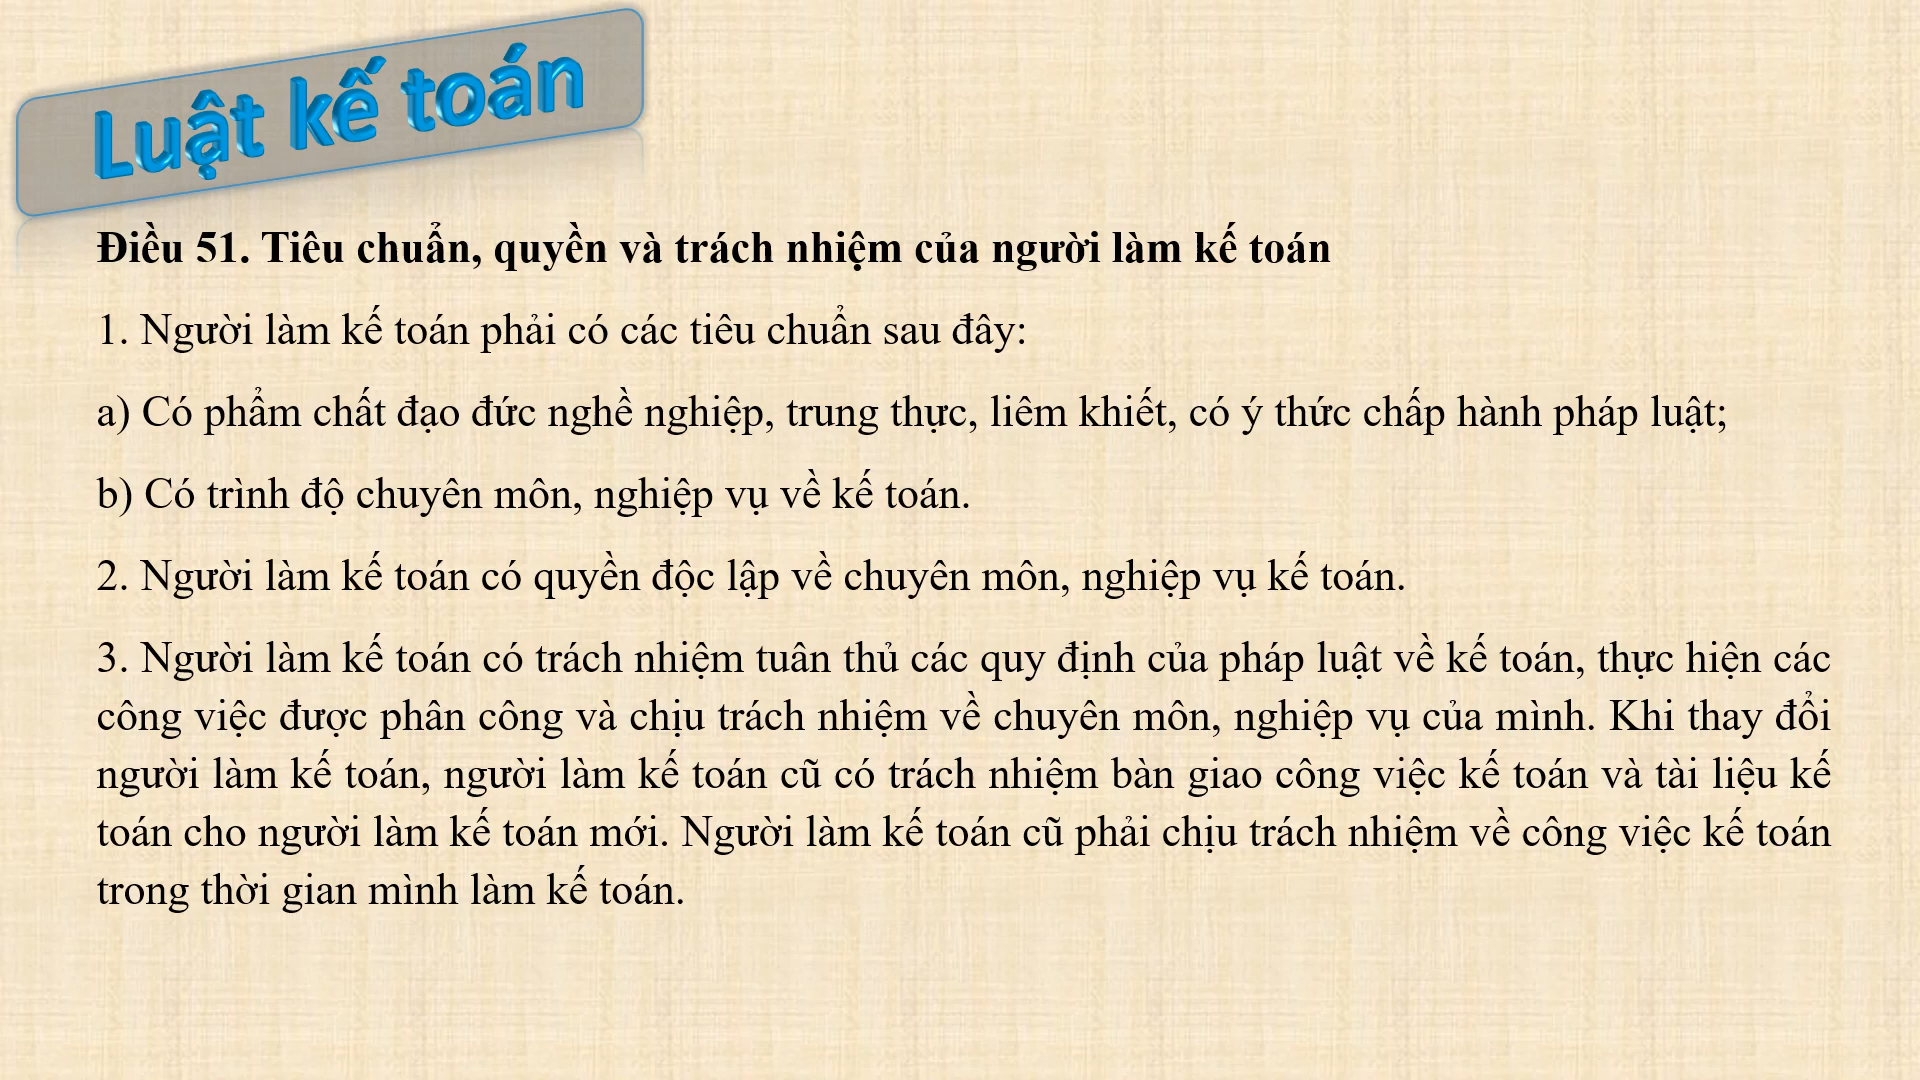 Luật kế toán
Điều 51. Tiêu chuẩn, quyền và trách nhiệm của người làm kế toán
1. Người làm kế toán phải có các tiêu chuẩn sau đây:
a) Có phẩm chất đạo đức nghề nghiệp, trung thực, liêm khiết, có ý thức chấp hành pháp luật;
b) Có trình độ chuyên môn, nghiệp vụ về kế toán.
2. Người làm kế toán có quyền độc lập về chuyên môn, nghiệp vụ kế toán.
3. Người làm kế toán có trách nhiệm tuân thủ các quy định của pháp luật về kế toán, thực hiện các
công việc được phân công và chịu trách nhiệm về chuyên môn, nghiệp vụ của mình. Khi thay đổi
người làm kế toán, người làm kế toán cũ có trách nhiệm bàn giao công việc kế toán và tài liệu kế
toán cho người làm kế toán mới. Người làm kế toán cũ phải chịu trách nhiệm về công việc kế toán
trong thời gian mình làm kế toán.